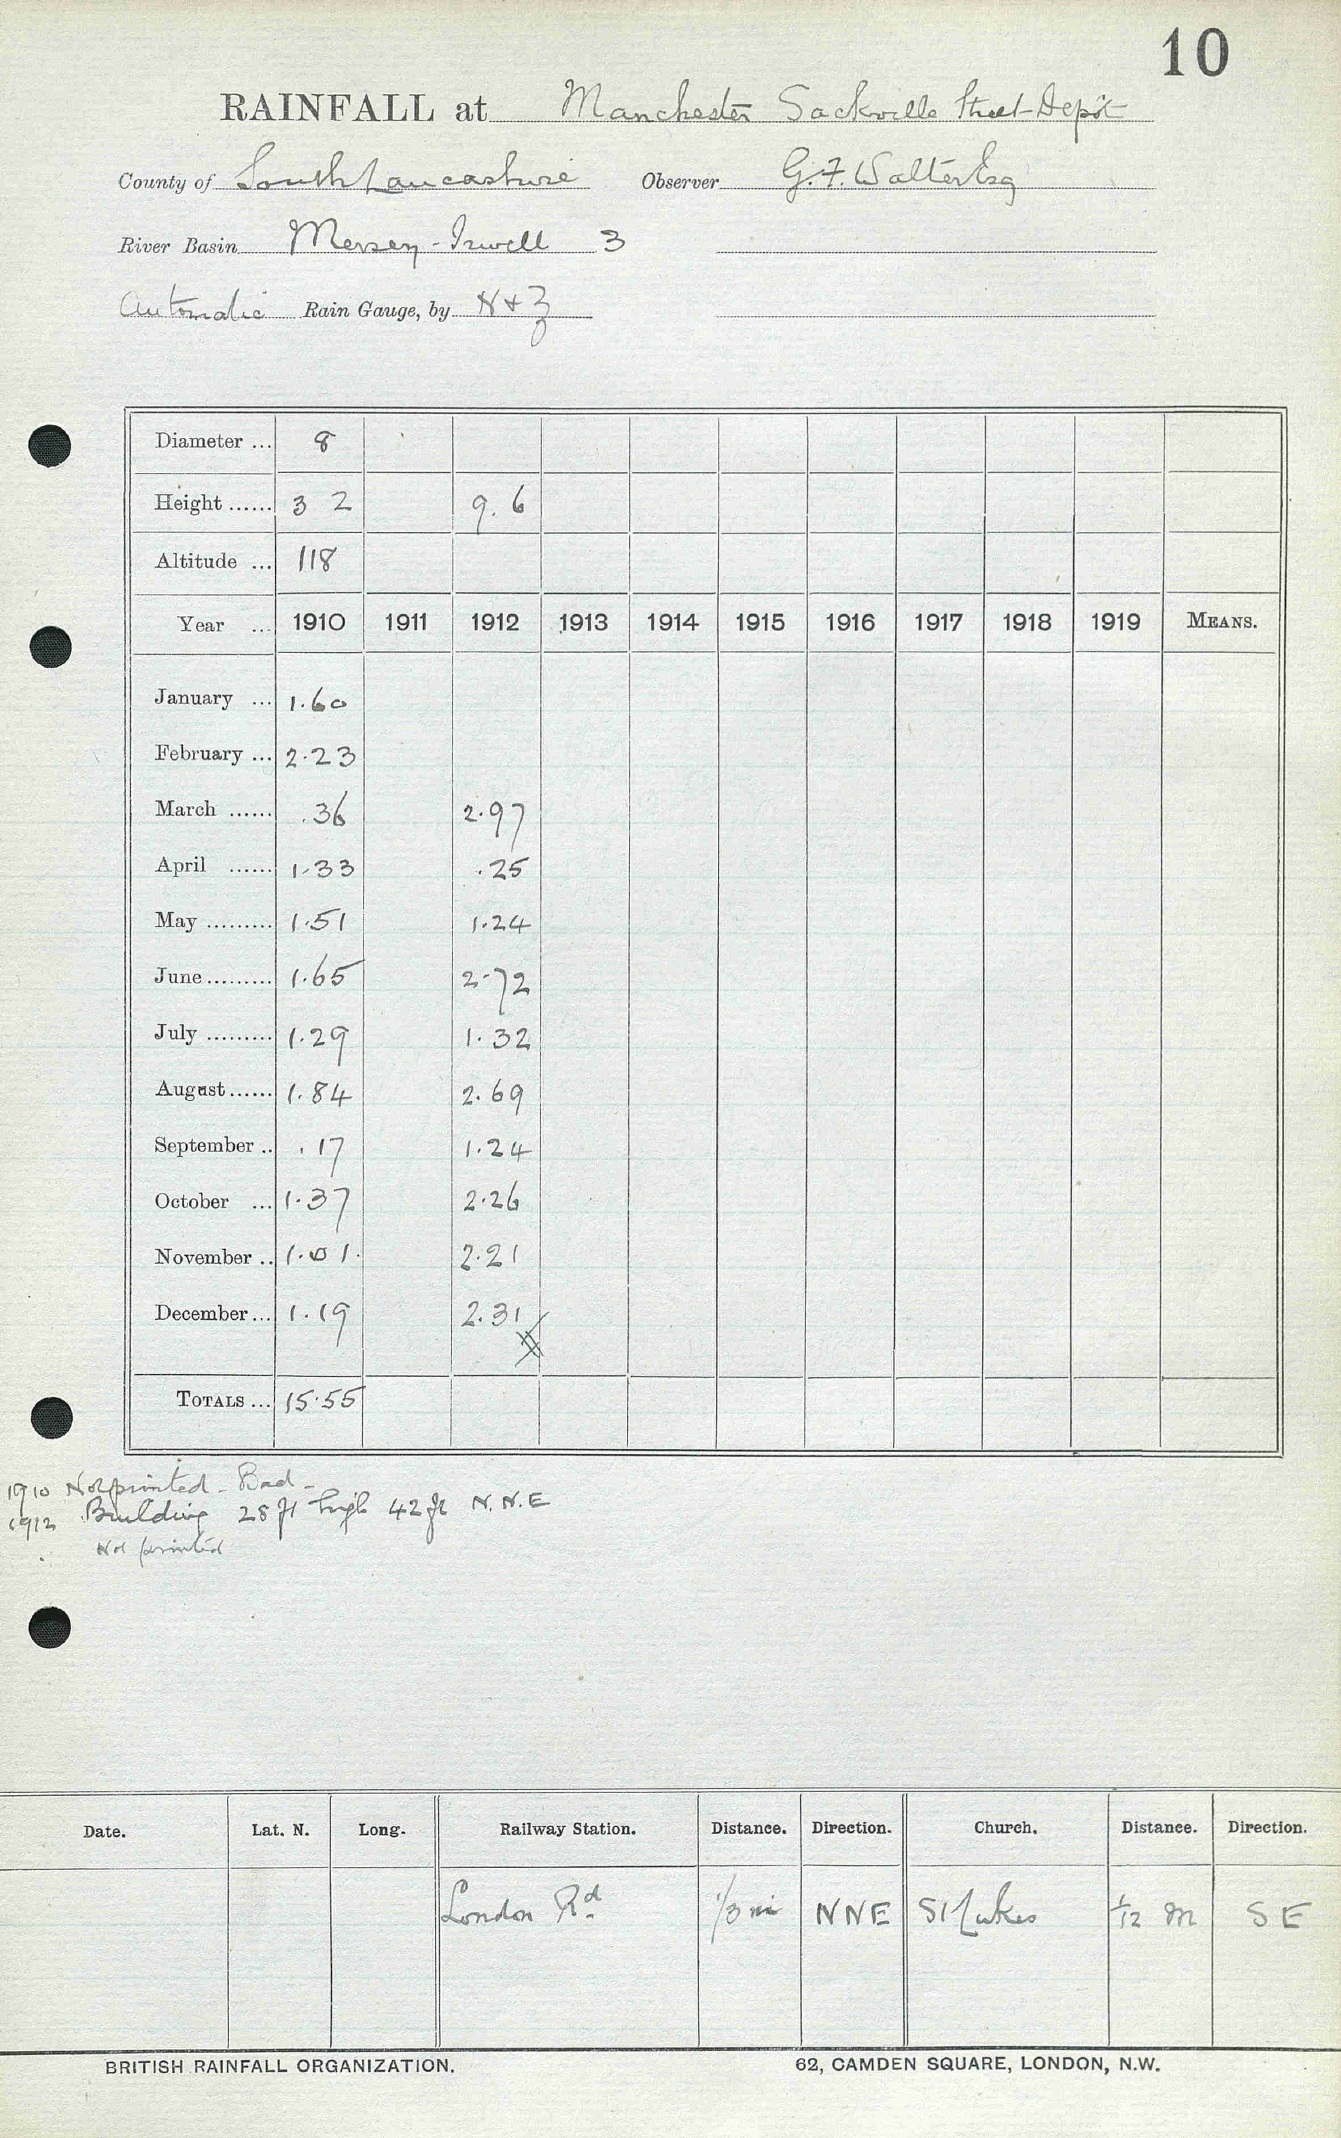 10
RAINFALL at Manchester Sackville Street Depôt
County of South Lancashire Observer G. F. Walter Esq
River Basin Mersey - Irwell 3
Automatic Rain Gauge, by N & Z
Diameter ... 8
Height ...... 3 2 9. 6
Altitude ... 118
Year ... 1910 1911 1912 1913 1914 1915 1916 1917 1918 1919 MEANS.
January ... 1.60
February ... 2.23
March ...... .36 2.97
April ...... 1.33 .25
May ......... 1.51 1.24
June ......... 1.65 2.72
July ......... 1.29 1.32
August ...... 1.84 2.69
September .. .17 1.24
October ... 1.37 2.26
November .. 1.01 2.21
December ... 1.19 2.31
TOTALS ... 15.55
1910 Not printed - Bad -
1912 Building 28 ft high 42 ft N.N.E
Not printed
Date. Lat. N. Long. Railway Station. Distance. Direction. Church. Distance. Direction.
London Rd 1/3 mi NNE St Lukes 1/12 m SE
BRITISH RAINFALL ORGANIZATION. 62, CAMDEN SQUARE, LONDON, N.W.